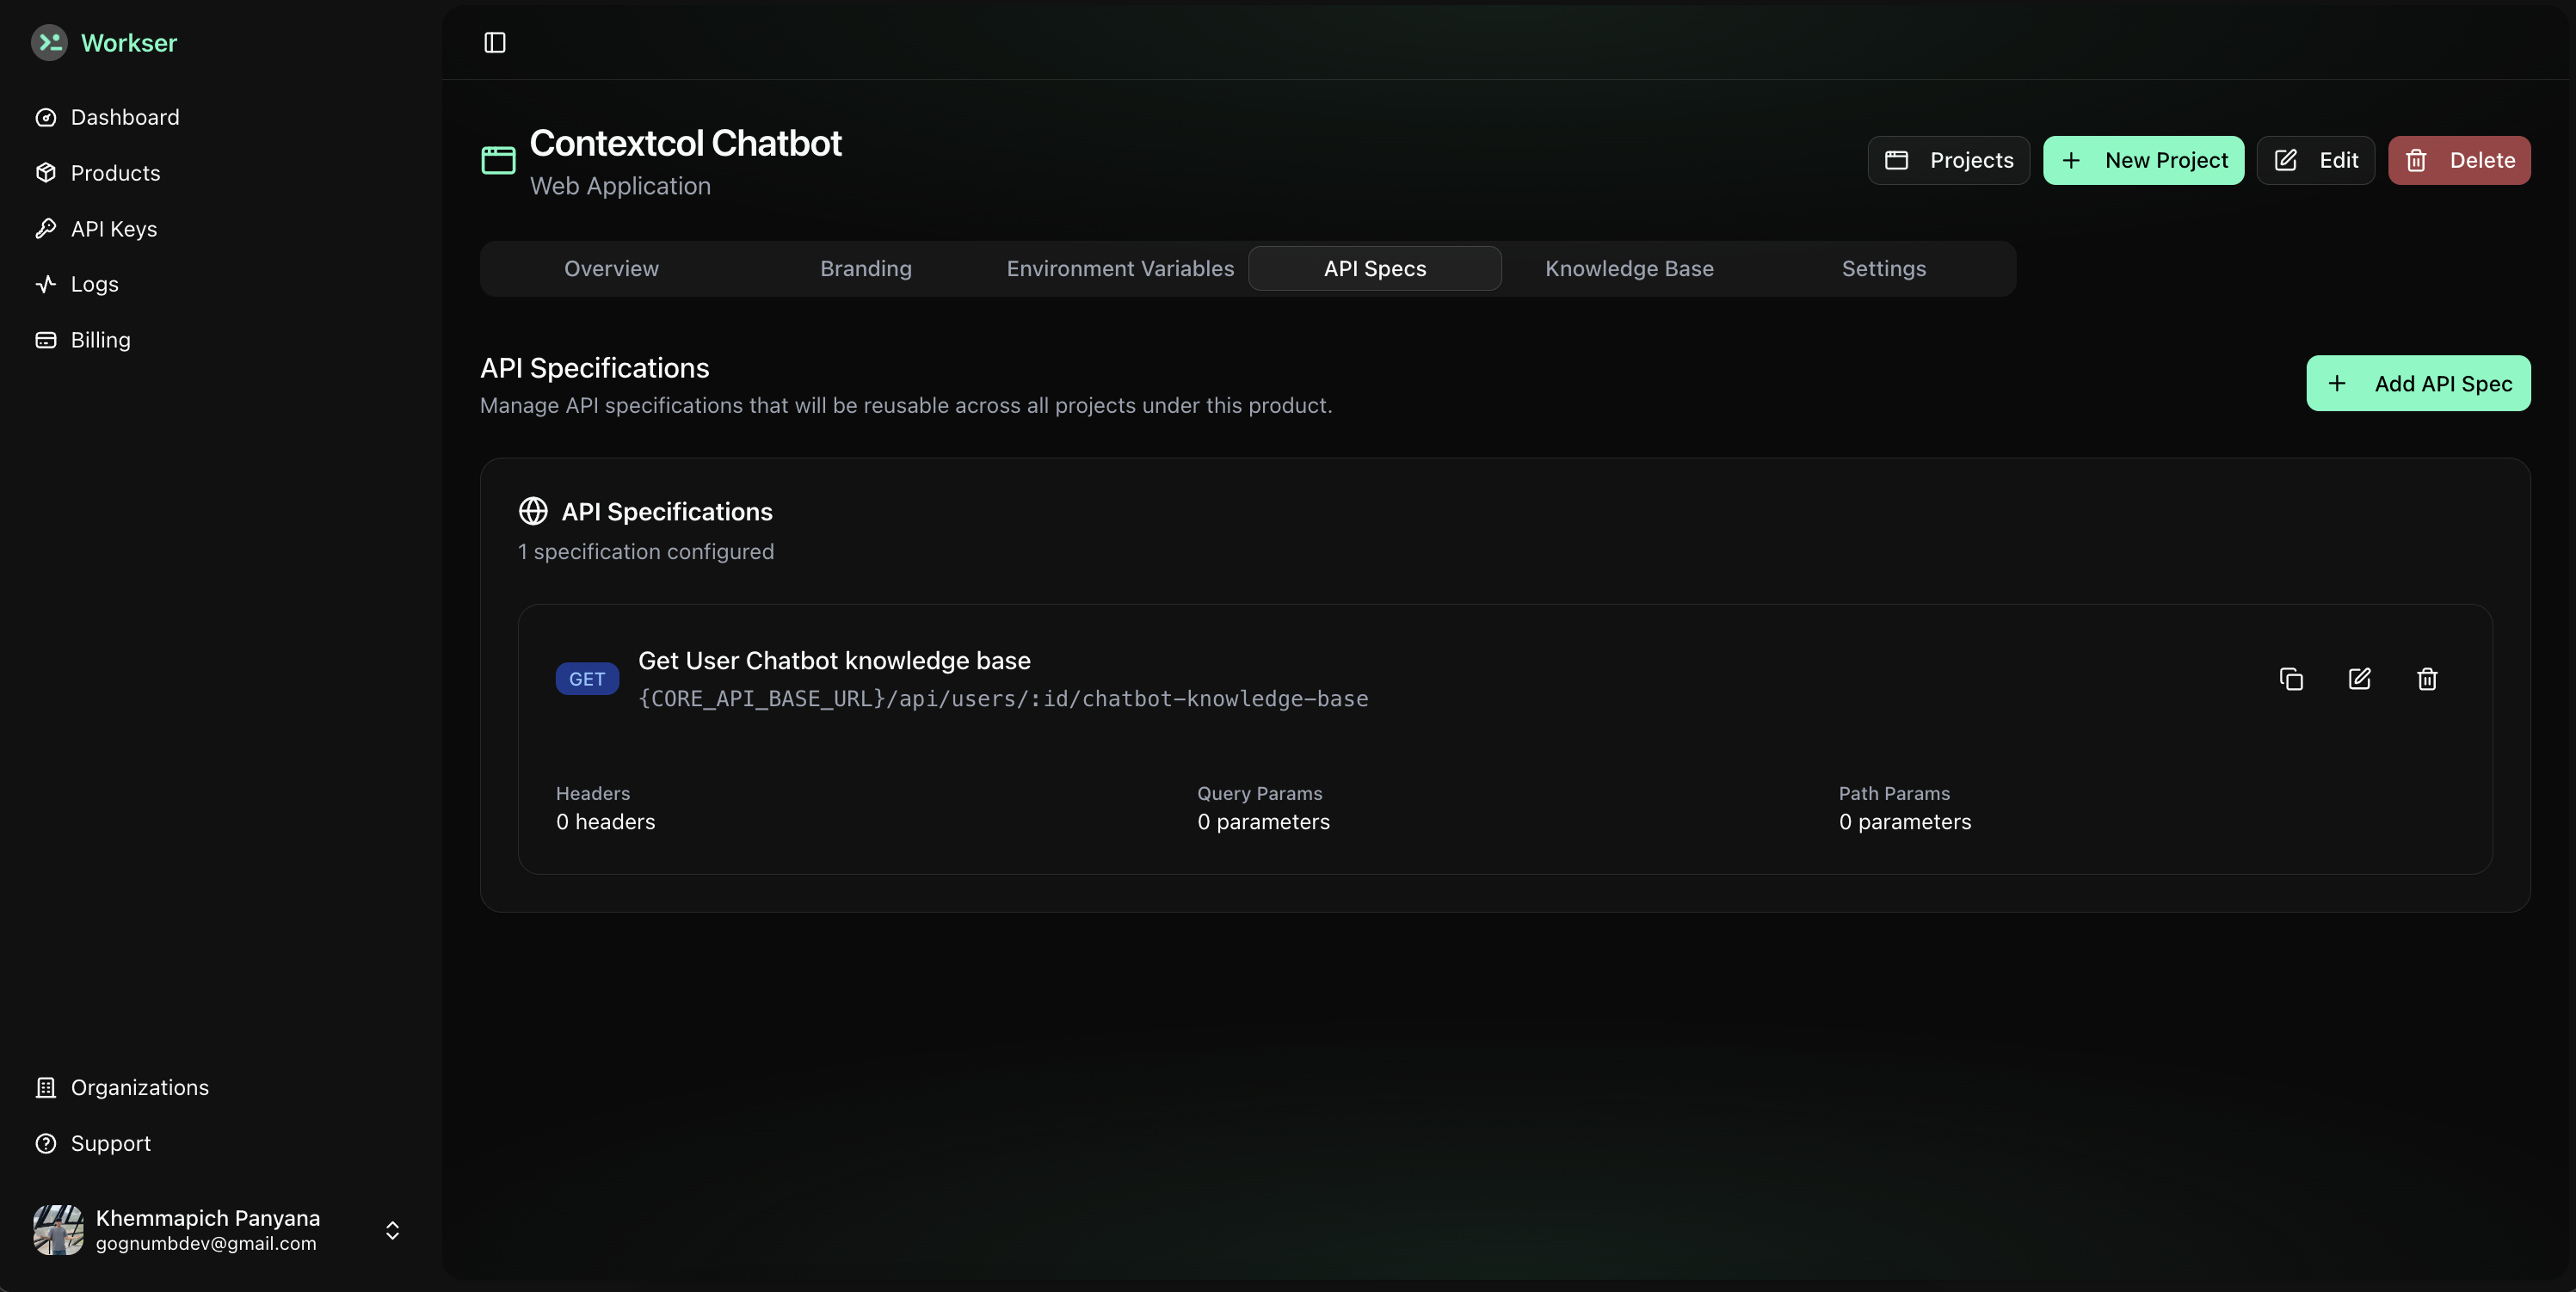 Workser
Dashboard
Products
API Keys
Logs
Billing
Organizations
Support
Khemmapich Panyana
gognumbdev@gmail.com
Contextcol Chatbot
Web Application
Projects
New Project
Edit
Delete
Overview
Branding
Environment Variables
API Specs
Knowledge Base
Settings
API Specifications
Manage API specifications that will be reusable across all projects under this product.
Add API Spec
API Specifications
1 specification configured
GET
Get User Chatbot knowledge base
{CORE_API_BASE_URL}/api/users/:id/chatbot-knowledge-base
Headers
0 headers
Query Params
0 parameters
Path Params
0 parameters